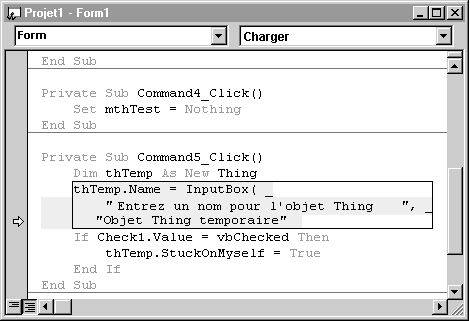 Projet1 - Form1
Form Charger
End Sub
Private Sub Command4_Click()
Set mthTest = Nothing
End Sub
Private Sub Command5_Click()
Dim thTemp As New Thing
thTemp.Name = InputBox( _
" Entrez un nom pour l'objet Thing ", _
"Objet Thing temporaire"
If Check1.Value = vbChecked Then
thTemp.StuckOnMyself = True
End If
End Sub